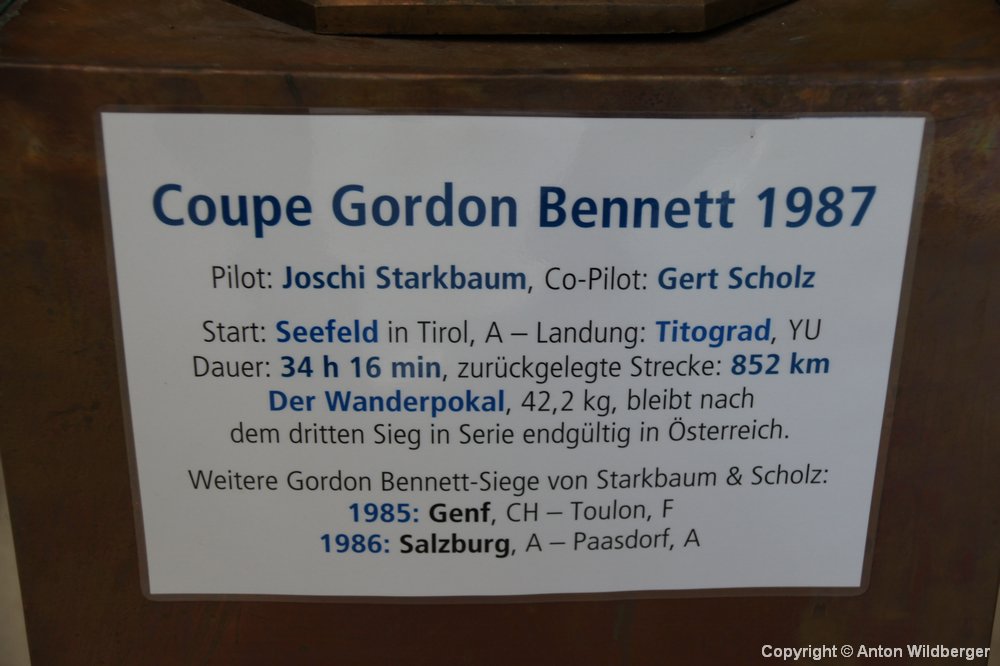 Coupe Gordon Bennett 1987
Pilot: Joschi Starkbaum, Co-Pilot: Gert Scholz
Start: Seefeld in Tirol, A – Landung: Titograd, YU
Dauer: 34 h 16 min, zurückgelegte Strecke: 852 km
Der Wanderpokal, 42,2 kg, bleibt nach
dem dritten Sieg in Serie endgültig in Österreich.
Weitere Gordon Bennett-Siege von Starkbaum & Scholz:
1985: Genf, CH – Toulon, F
1986: Salzburg, A – Paasdorf, A
Copyright © Anton Wildberger